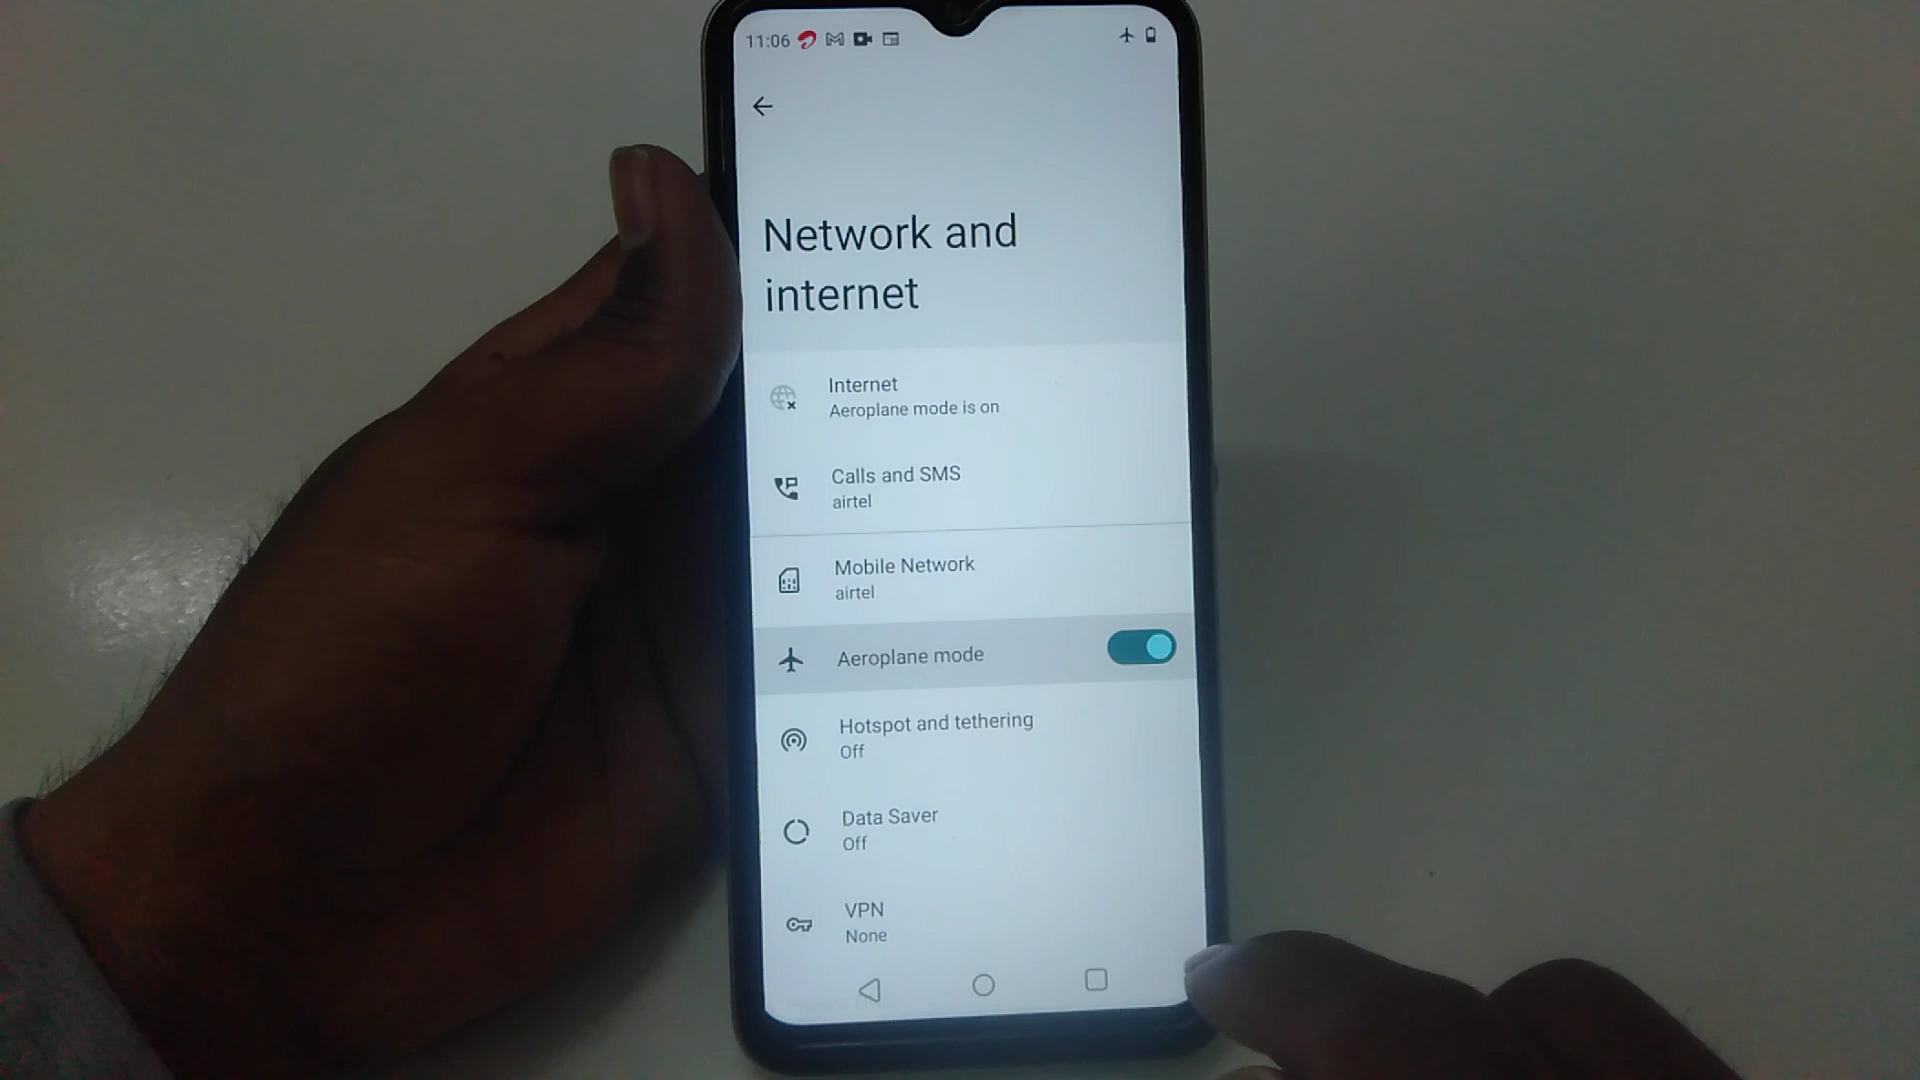 11:06
Network and
internet
Internet
Aeroplane mode is on
Calls and SMS
airtel
Mobile Network
airtel
Aeroplane mode
Hotspot and tethering
Off
Data Saver
Off
VPN
None